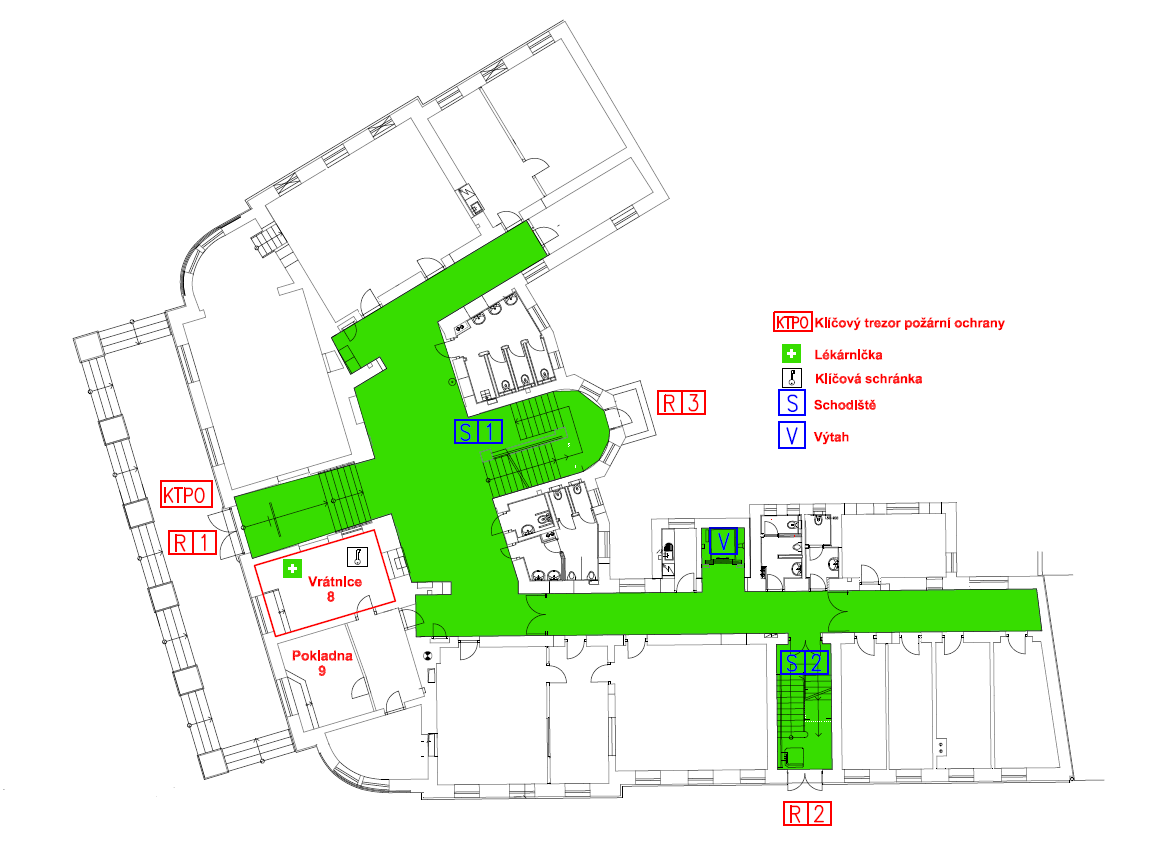 KTPO Klíčový trezor požární ochrany
Lékárnička
Klíčová schránka
S Schodiště
V Výtah
R 3
S 1
KTPO
R 1
V
Vrátnice
8
Pokladna
9
S 2
R 2